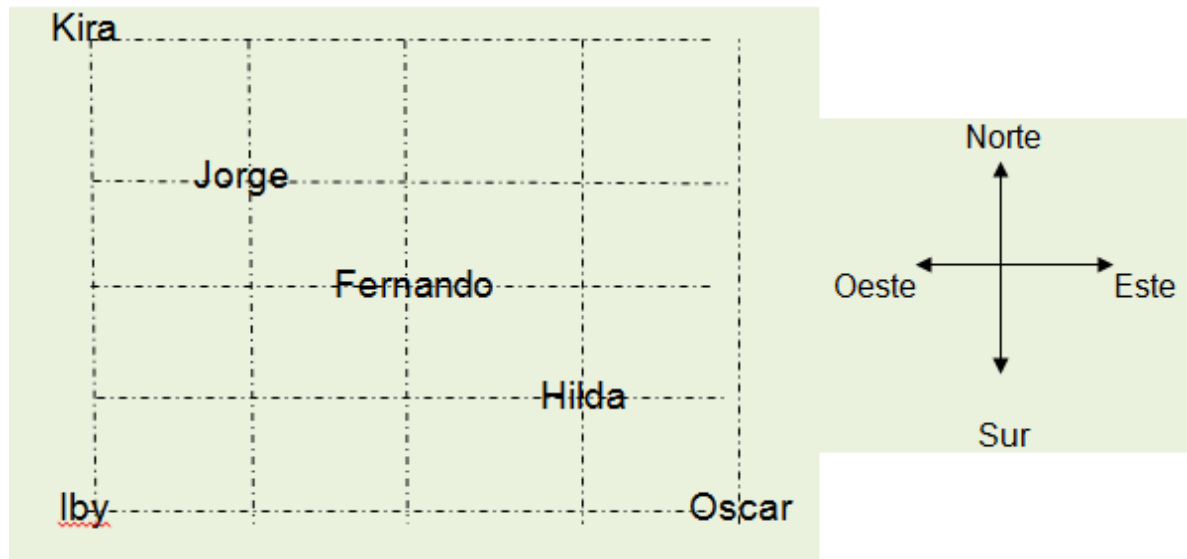 Kira
Jorge
Fernando
Hilda
Iby
Oscar
Norte
Oeste
Este
Sur